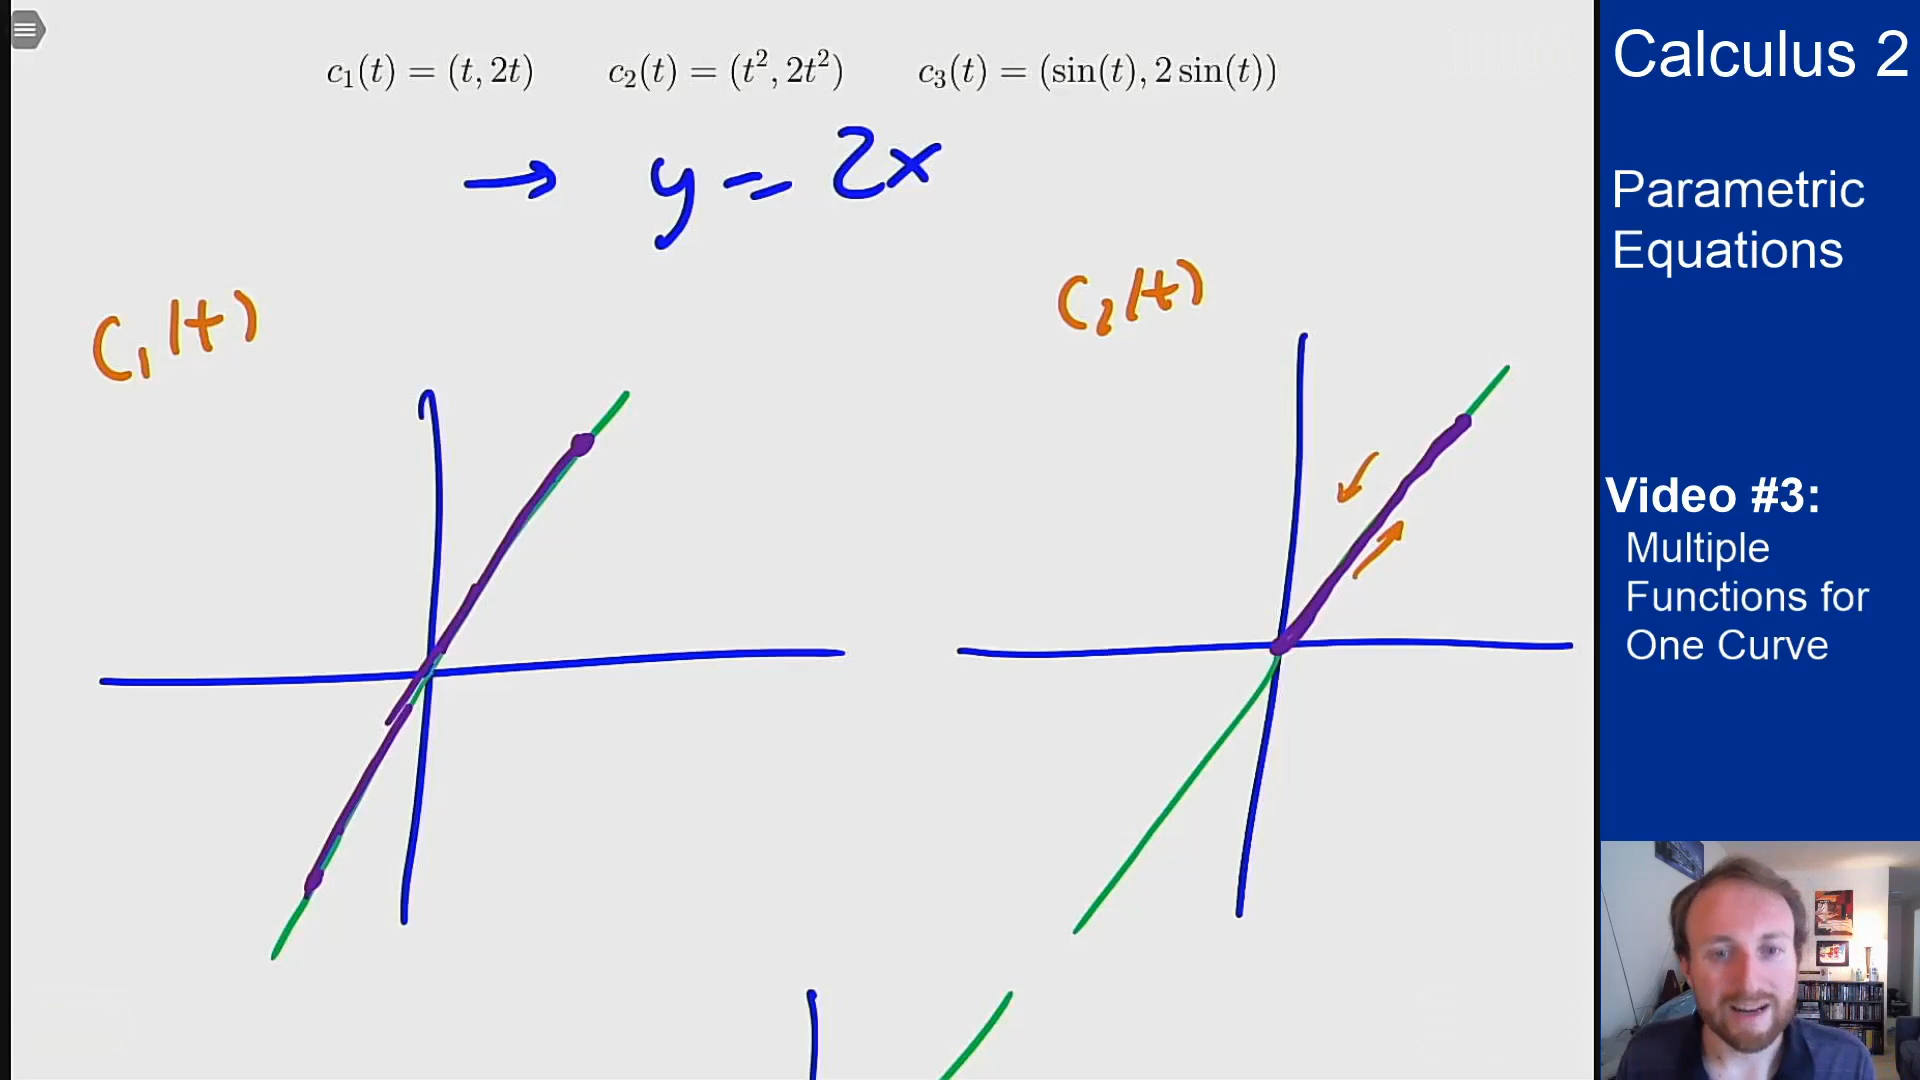 c₁(t) = (t, 2t) c₂(t) = (t², 2t²) c₃(t) = (sin(t), 2 sin(t))
→ y = 2x
C₁(t)
C₂(t)
Calculus 2
Parametric
Equations
Video #3:
Multiple
Functions for
One Curve